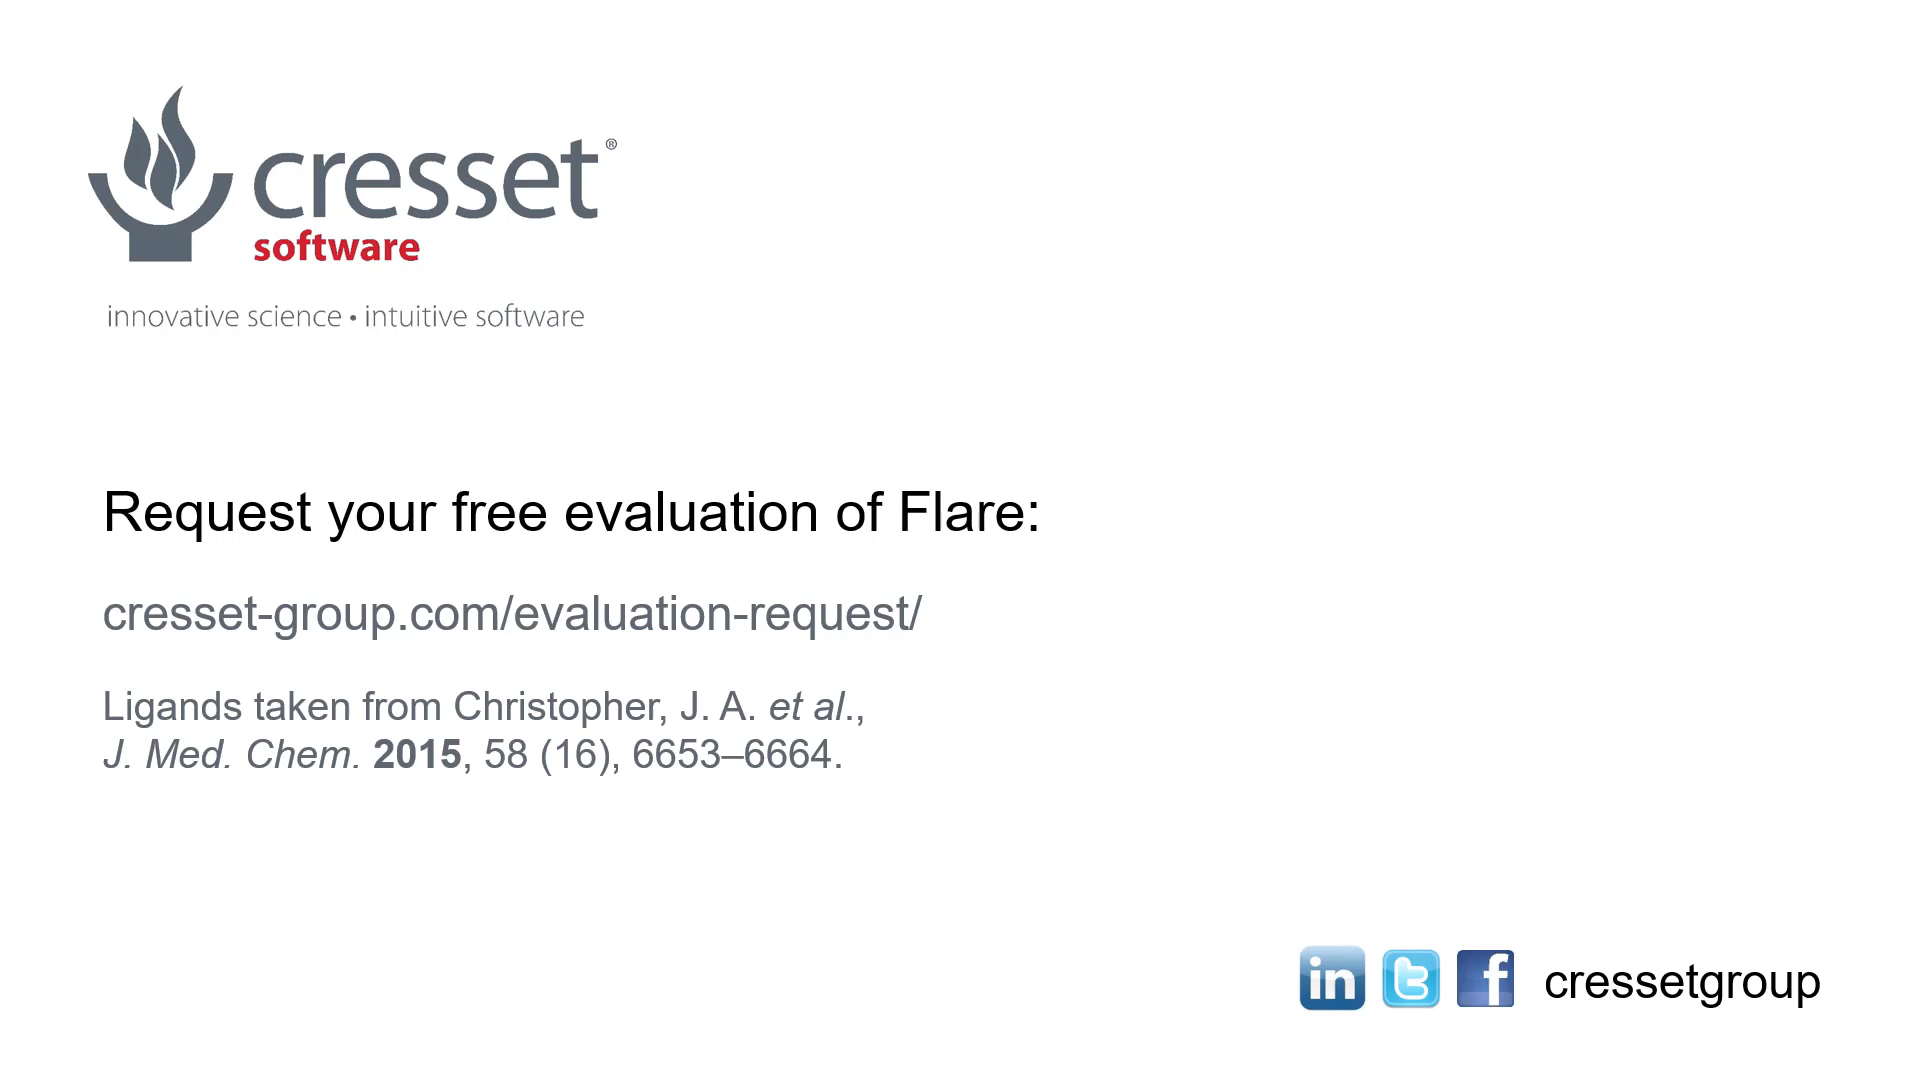 cresset®
software
innovative science • intuitive software
Request your free evaluation of Flare:
cresset-group.com/evaluation-request/
Ligands taken from Christopher, J. A. et al.,
J. Med. Chem. 2015, 58 (16), 6653–6664.
in t f cressetgroup